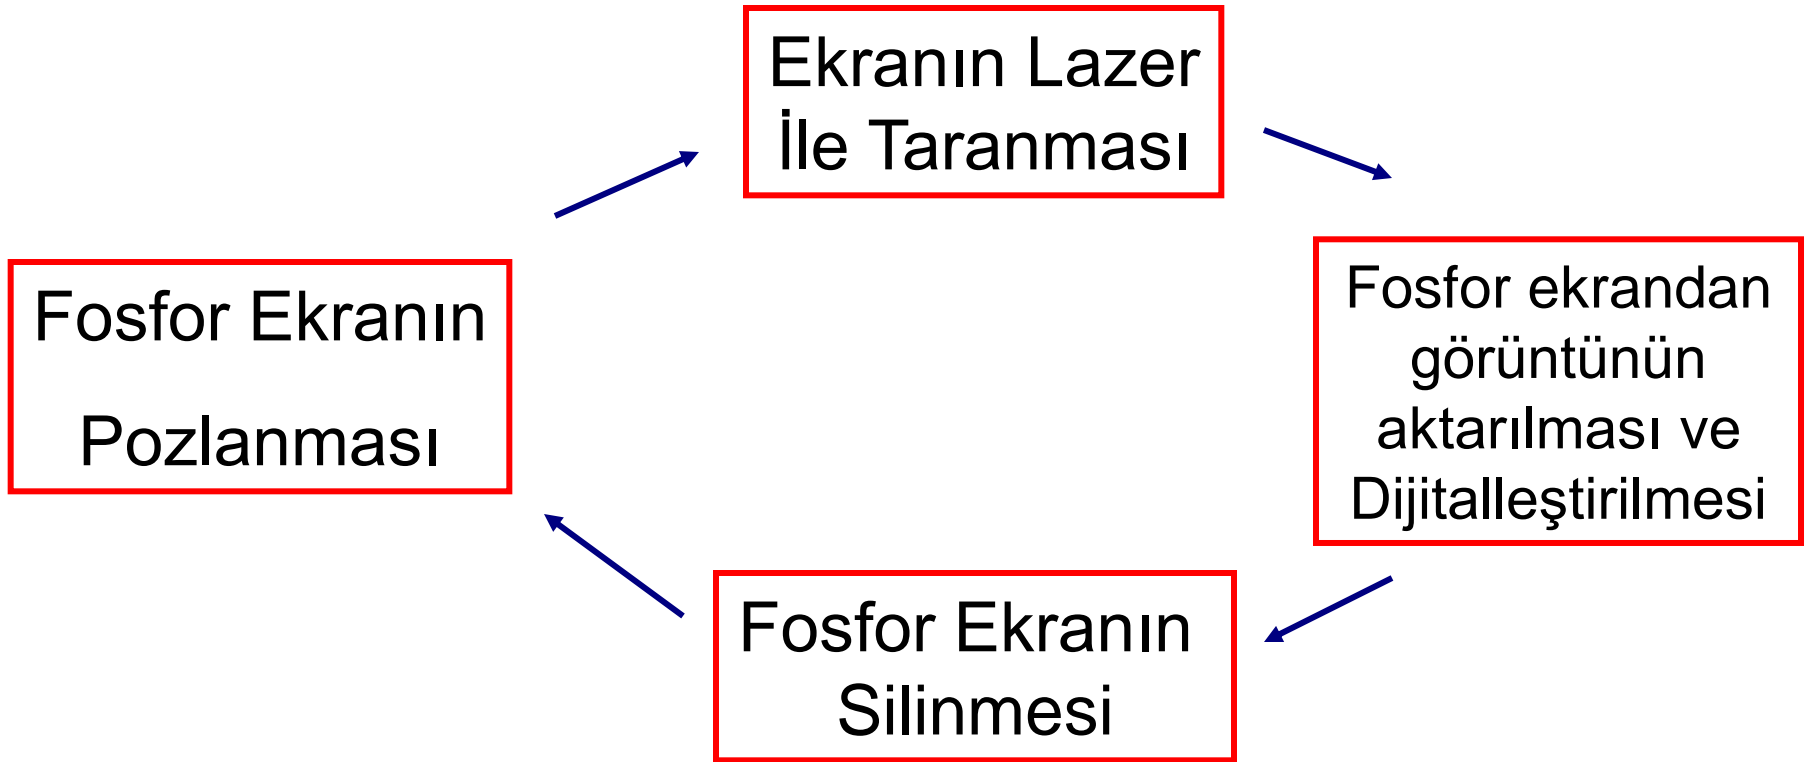 Ekranın Lazer
İle Taranması
Fosfor Ekranın
Pozlanması
Fosfor ekrandan
görüntünün
aktarılması ve
Dijitalleştirilmesi
Fosfor Ekranın
Silinmesi